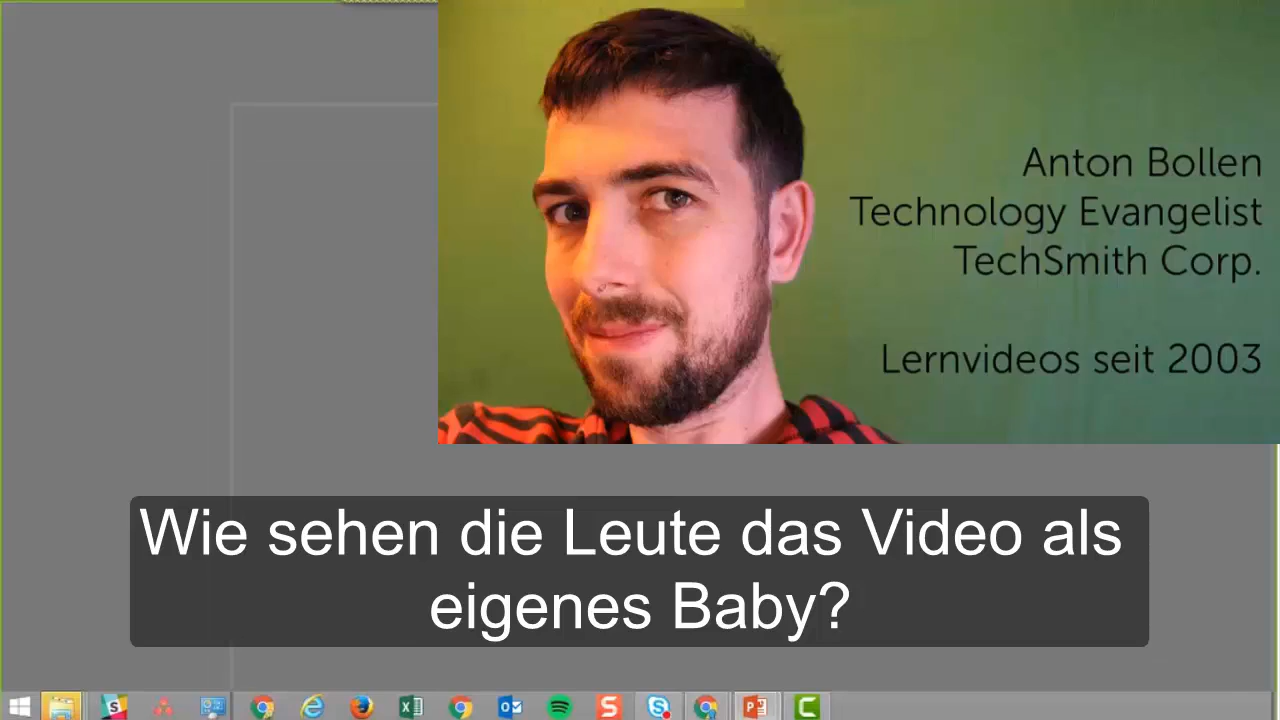 Anton Bollen
Technology Evangelist
TechSmith Corp.
Lernvideos seit 2003
Wie sehen die Leute das Video als
eigenes Baby?